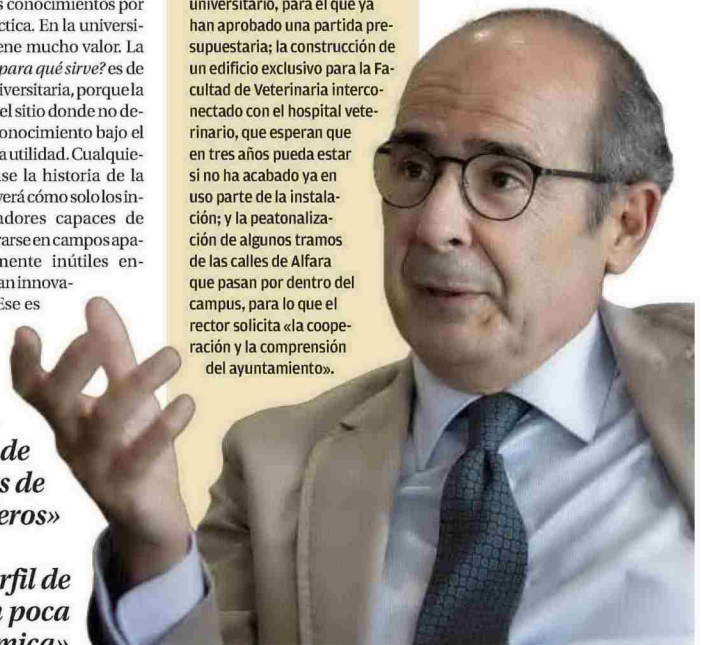 s conocimientos por
ctica. En la universi-
ene mucho valor. La
para qué sirve? es de
iversitaria, porque la
el sitio donde no de-
onocimiento bajo el
a utilidad. Cualquie-
se la historia de la
verá cómo solo los in-
adores capaces de
rarse en campos apa-
mente inútiles en-
an innova-
Ese es
de
s de
eros»
rfil de
n poca
mica»
universitario, para el que ya
han aprobado una partida pre-
supuestaria; la construcción de
un edificio exclusivo para la Fa-
cultad de Veterinaria interco-
nectado con el hospital vete-
rinario, que esperan que
en tres años pueda estar
si no ha acabado ya en
uso parte de la instala-
ción; y la peatonaliza-
ción de algunos tramos
de las calles de Alfara
que pasan por dentro del
campus, para lo que el
rector solicita «la coope-
ración y la comprensión
del ayuntamiento».